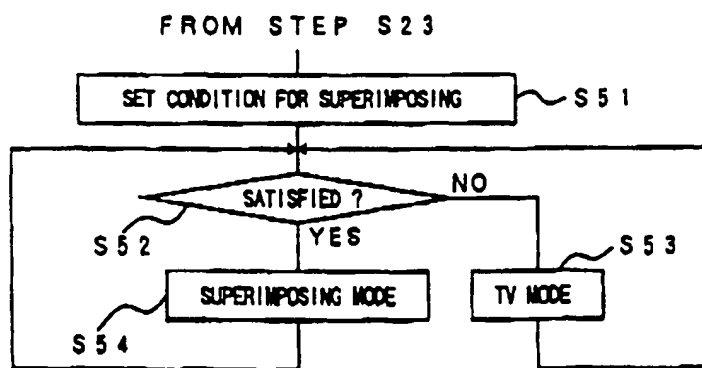 FROM STEP S23
SET CONDITION FOR SUPERIMPOSING
S51
SATISFIED ?
NO
S52
YES
S53
SUPERIMPOSING MODE
TV MODE
S54